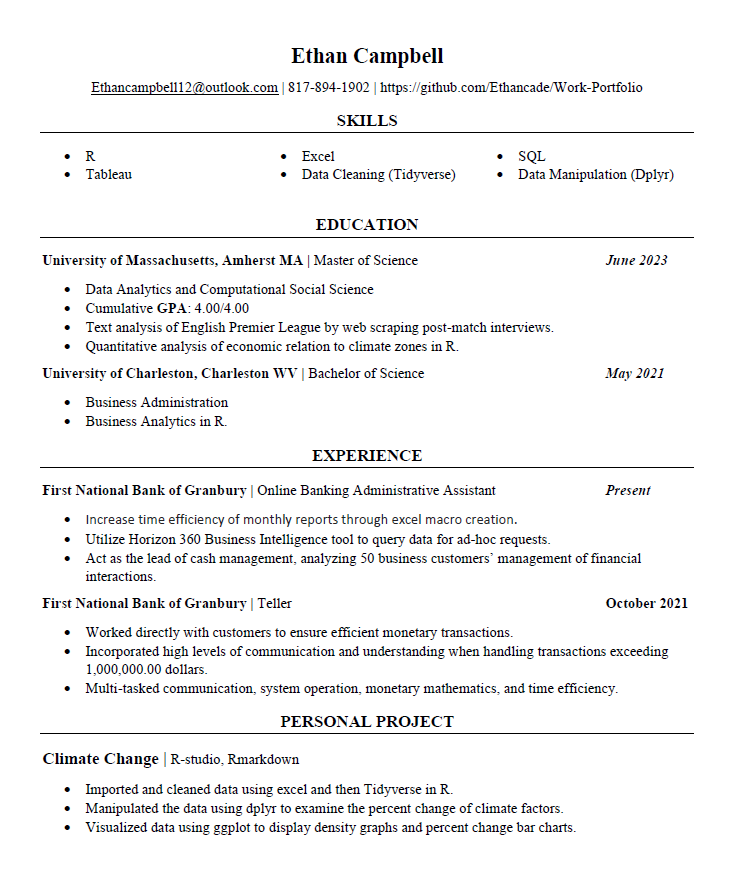 Ethan Campbell
Ethancampbell12@outlook.com | 817-894-1902 | https://github.com/Ethancade/Work-Portfolio
SKILLS
• R • Excel • SQL
• Tableau • Data Cleaning (Tidyverse) • Data Manipulation (Dplyr)
EDUCATION
University of Massachusetts, Amherst MA | Master of Science June 2023
• Data Analytics and Computational Social Science
• Cumulative GPA: 4.00/4.00
• Text analysis of English Premier League by web scraping post-match interviews.
• Quantitative analysis of economic relation to climate zones in R.
University of Charleston, Charleston WV | Bachelor of Science May 2021
• Business Administration
• Business Analytics in R.
EXPERIENCE
First National Bank of Granbury | Online Banking Administrative Assistant Present
• Increase time efficiency of monthly reports through excel macro creation.
• Utilize Horizon 360 Business Intelligence tool to query data for ad-hoc requests.
• Act as the lead of cash management, analyzing 50 business customers’ management of financial
interactions.
First National Bank of Granbury | Teller October 2021
• Worked directly with customers to ensure efficient monetary transactions.
• Incorporated high levels of communication and understanding when handling transactions exceeding
1,000,000.00 dollars.
• Multi-tasked communication, system operation, monetary mathematics, and time efficiency.
PERSONAL PROJECT
Climate Change | R-studio, Rmarkdown
• Imported and cleaned data using excel and then Tidyverse in R.
• Manipulated the data using dplyr to examine the percent change of climate factors.
• Visualized data using ggplot to display density graphs and percent change bar charts.